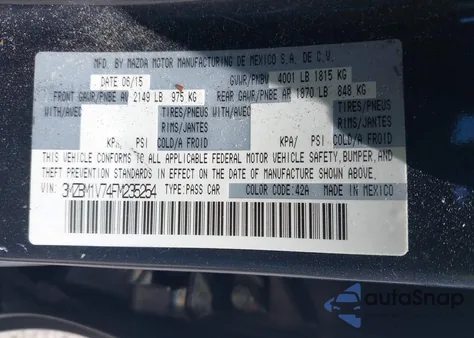 MFD. BY MAZDA MOTOR MANUFACTURING DE MEXICO S.A. DE C.V.
DATE 06/15 GVWR/PNBV 4001 LB 1815 KG
FRONT GAWR/PNBE AV 2149 LB 975 KG REAR GAWR/PNBE AR 1870 LB 848 KG
WITH/AVEC TIRES/PNEUS WITH/AVEC TIRES/PNEUS
RIMS/JANTES RIMS/JANTES
KPA/ PSI COLD/A FROID KPA/ PSI COLD/A FROID
THIS VEHICLE CONFORMS TO ALL APPLICABLE FEDERAL MOTOR VEHICLE SAFETY, BUMPER, AND
THEFT PREVENTION STANDARDS IN EFFECT ON THE DATE OF MANUFACTURE SHOWN ABOVE.
VIN: 3MZBM1V74FM235254 TYPE: PASS CAR COLOR CODE: 42A MADE IN MEXICO
autoSnap